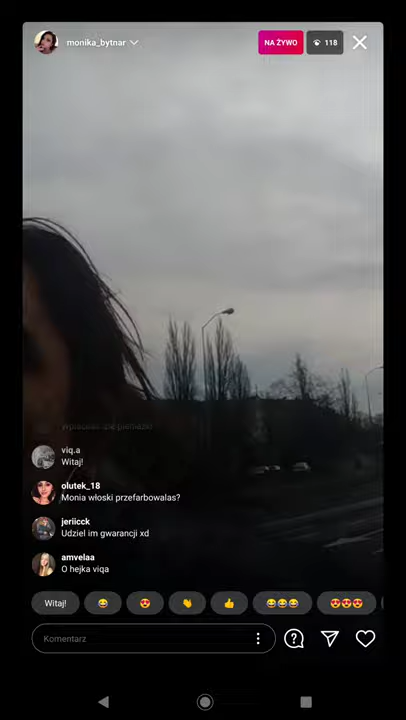 monika_bytnar
NA ŻYWO
118
viq.a
Witaj!
olutek_18
Monia włoski przefarbowalas?
jeriicck
Udziel im gwarancji xd
amvelaa
O hejka viqa
Witaj!
Komentarz